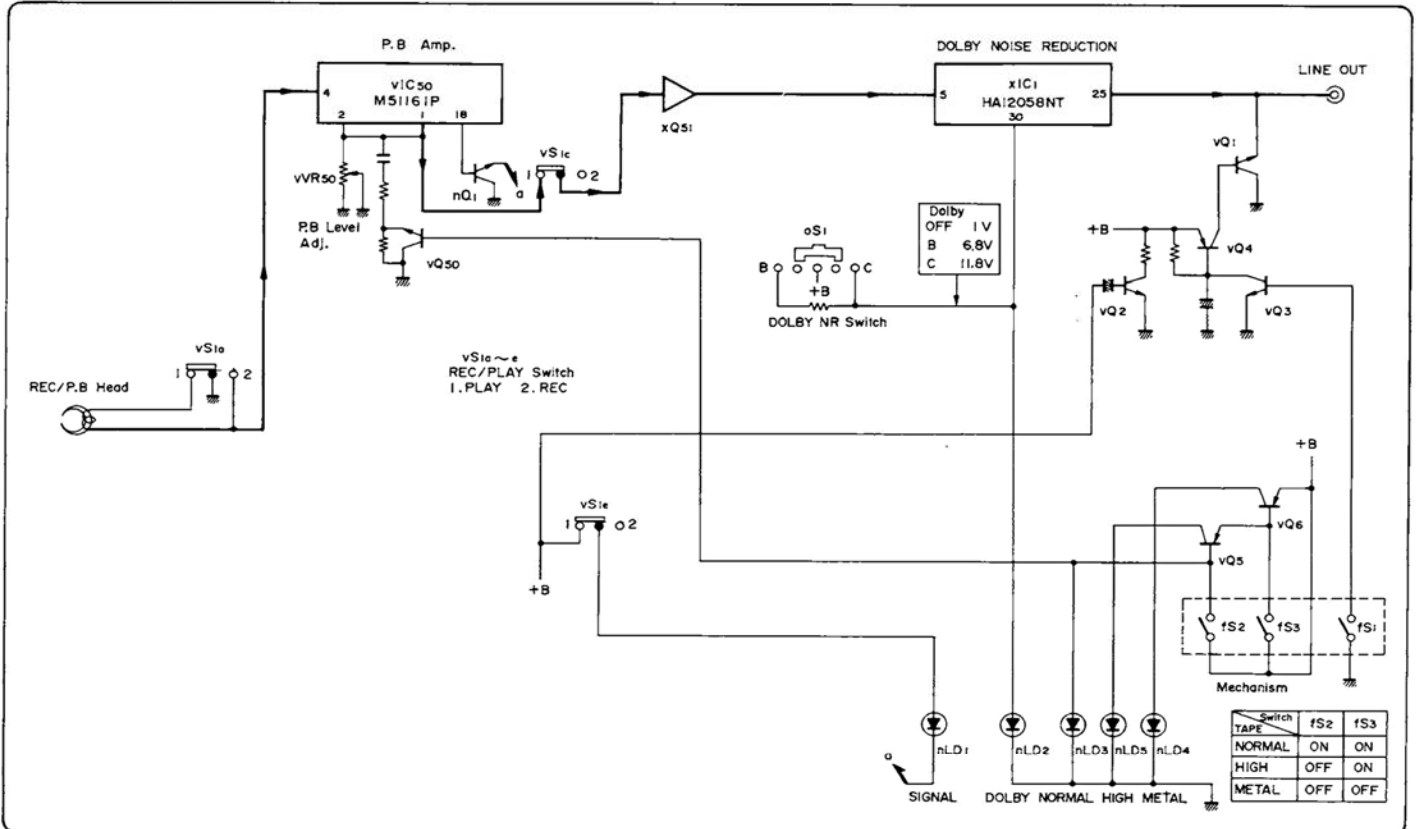 P.B Amp.
DOLBY NOISE REDUCTION
LINE OUT
vIC50
M51161P
4
2
1
18
xIC1
HA12058NT
5
25
30
xQ51
vQ1
vS1c
1
2
vVR50
nQ1
a
P.B Level
Adj.
vQ50
Dolby
OFF 1V
B 6.8V
C 11.8V
oS1
B
C
+B
DOLBY NR Switch
+B
vQ4
vQ2
vQ3
vS1a
1
2
REC/P.B Head
vS1a~e
REC/PLAY Switch
1. PLAY 2. REC
+B
vS1e
1
2
+B
vQ6
vQ5
fS2
fS3
fS1
Mechanism
nLD1
nLD2
nLD3
nLD5
nLD4
a
SIGNAL
DOLBY NORMAL HIGH METAL
Switch
TAPE fS2 fS3
NORMAL ON ON
HIGH OFF ON
METAL OFF OFF